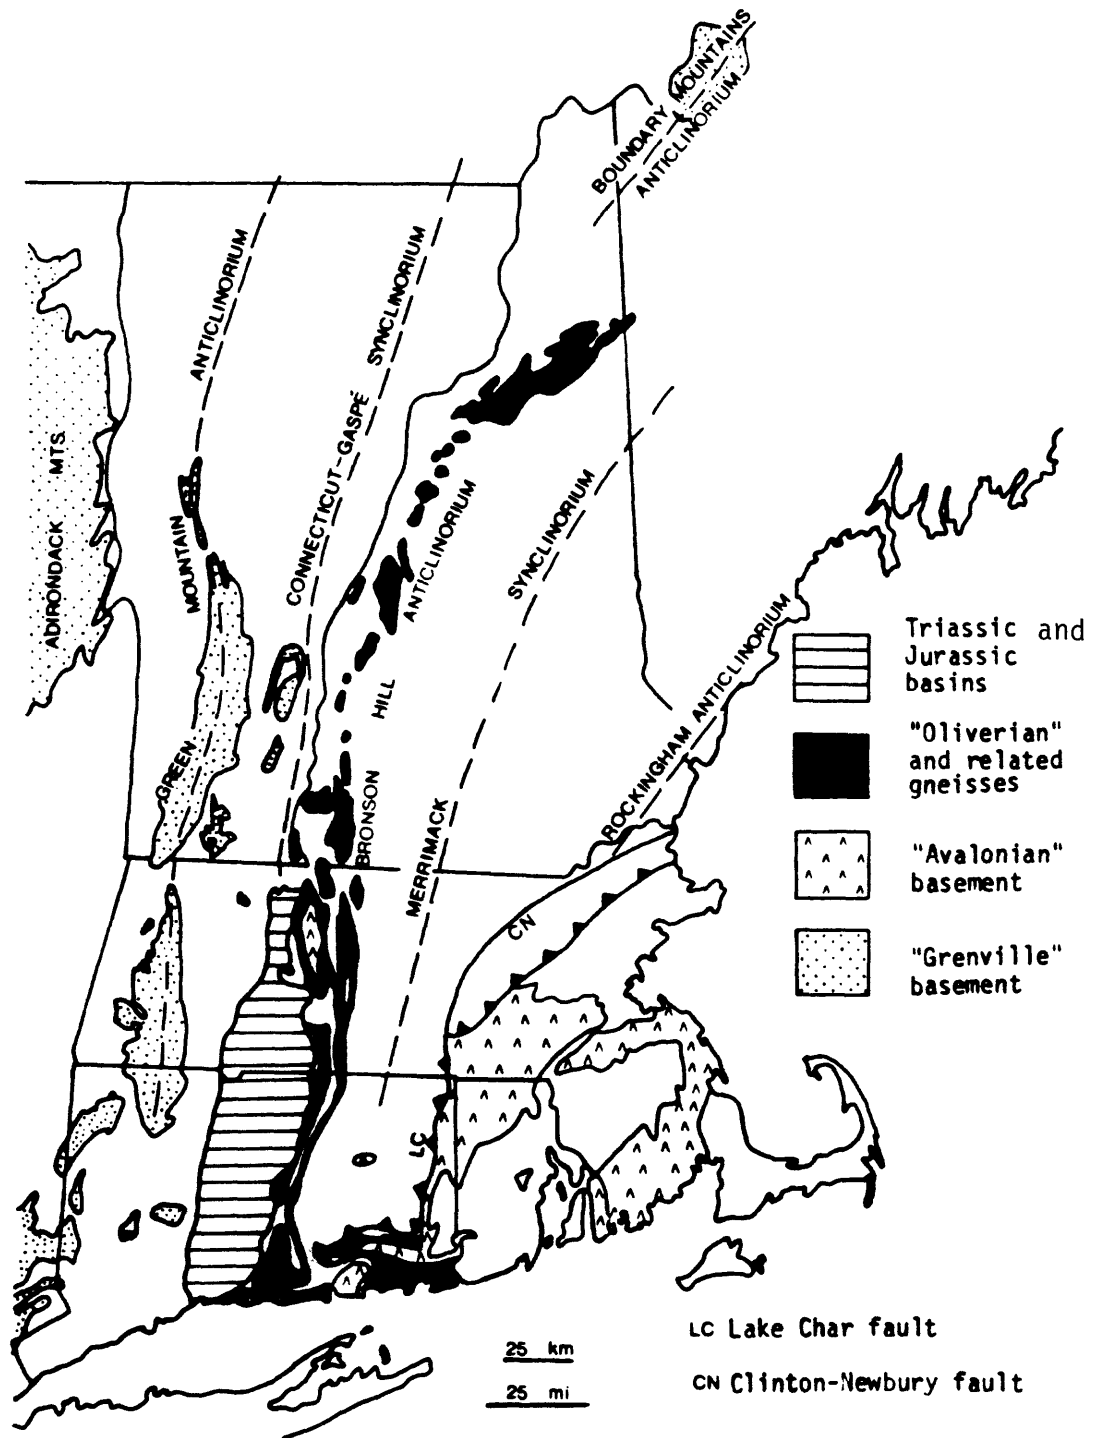 BOUNDARY MOUNTAINS
ANTICLINORIUM
GREEN MOUNTAIN ANTICLINORIUM
CONNECTICUT-GASPÉ SYNCLINORIUM
ADIRONDACK MTS.
BRONSON HILL ANTICLINORIUM
MERRIMACK SYNCLINORIUM
ROCKINGHAM ANTICLINORIUM
CN
LC
Triassic and
Jurassic
basins
"Oliverian"
and related
gneisses
"Avalonian"
basement
"Grenville"
basement
LC Lake Char fault
CN Clinton-Newbury fault
25 km
25 mi